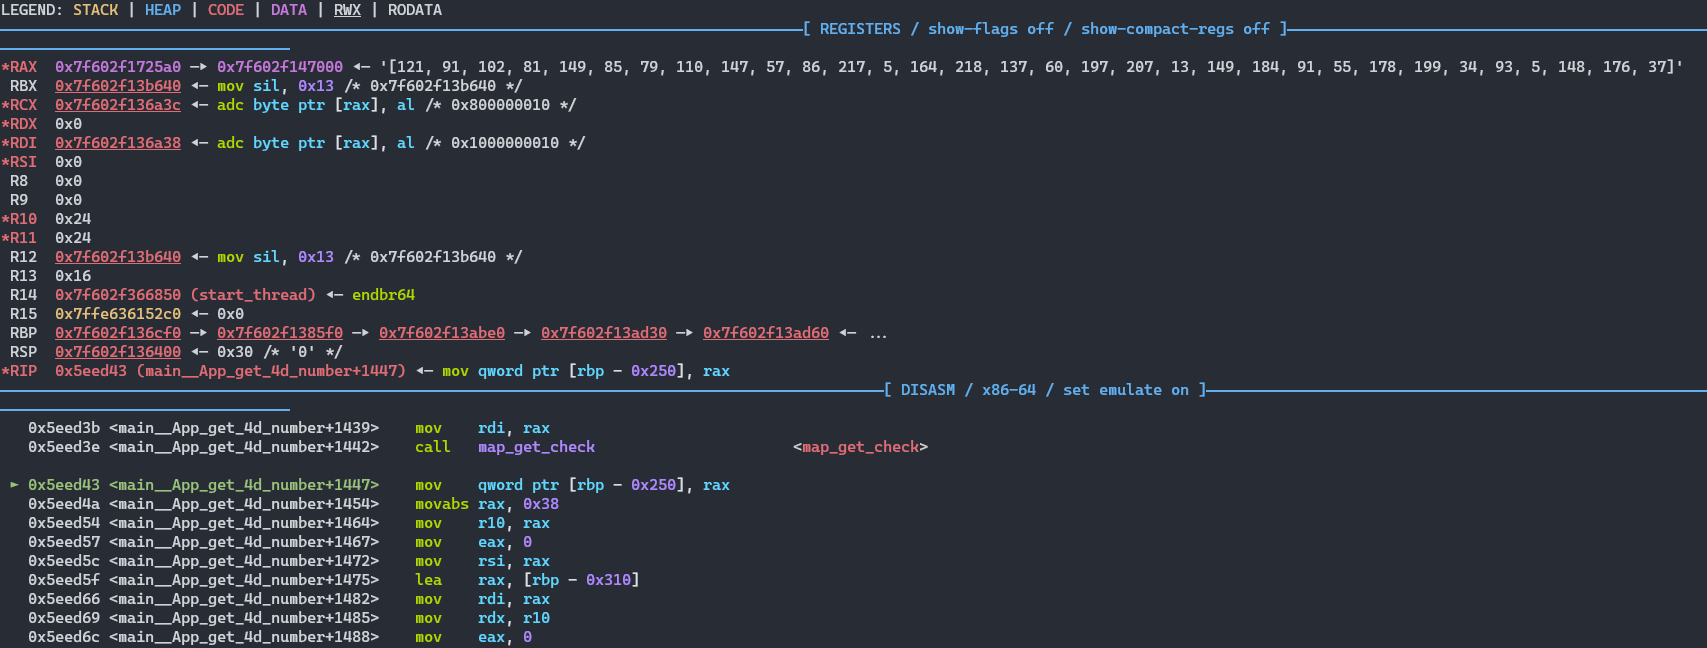 LEGEND: STACK | HEAP | CODE | DATA | RWX | RODATA
[ REGISTERS / show-flags off / show-compact-regs off ]
*RAX  0x7f602f1725a0 —▸ 0x7f602f147000 ◂— '[121, 91, 102, 81, 149, 85, 79, 110, 147, 57, 86, 217, 5, 164, 218, 137, 60, 197, 207, 13, 149, 184, 91, 55, 178, 199, 34, 93, 5, 148, 176, 37]'
 RBX  0x7f602f13b640 ◂— mov sil, 0x13 /* 0x7f602f13b640 */
*RCX  0x7f602f136a3c ◂— adc byte ptr [rax], al /* 0x800000010 */
*RDX  0x0
*RDI  0x7f602f136a38 ◂— adc byte ptr [rax], al /* 0x1000000010 */
*RSI  0x0
 R8   0x0
 R9   0x0
*R10  0x24
*R11  0x24
 R12  0x7f602f13b640 ◂— mov sil, 0x13 /* 0x7f602f13b640 */
 R13  0x16
 R14  0x7f602f366850 (start_thread) ◂— endbr64
 R15  0x7ffe636152c0 ◂— 0x0
 RBP  0x7f602f136cf0 —▸ 0x7f602f1385f0 —▸ 0x7f602f13abe0 —▸ 0x7f602f13ad30 —▸ 0x7f602f13ad60 ◂— ...
 RSP  0x7f602f136400 ◂— 0x30 /* '0' */
*RIP  0x5eed43 (main__App_get_4d_number+1447) ◂— mov qword ptr [rbp - 0x250], rax
[ DISASM / x86-64 / set emulate on ]
   0x5eed3b <main__App_get_4d_number+1439>    mov    rdi, rax
   0x5eed3e <main__App_get_4d_number+1442>    call   map_get_check                      <map_get_check>
 ► 0x5eed43 <main__App_get_4d_number+1447>    mov    qword ptr [rbp - 0x250], rax
   0x5eed4a <main__App_get_4d_number+1454>    movabs rax, 0x38
   0x5eed54 <main__App_get_4d_number+1464>    mov    r10, rax
   0x5eed57 <main__App_get_4d_number+1467>    mov    eax, 0
   0x5eed5c <main__App_get_4d_number+1472>    mov    rsi, rax
   0x5eed5f <main__App_get_4d_number+1475>    lea    rax, [rbp - 0x310]
   0x5eed66 <main__App_get_4d_number+1482>    mov    rdi, rax
   0x5eed69 <main__App_get_4d_number+1485>    mov    rdx, r10
   0x5eed6c <main__App_get_4d_number+1488>    mov    eax, 0